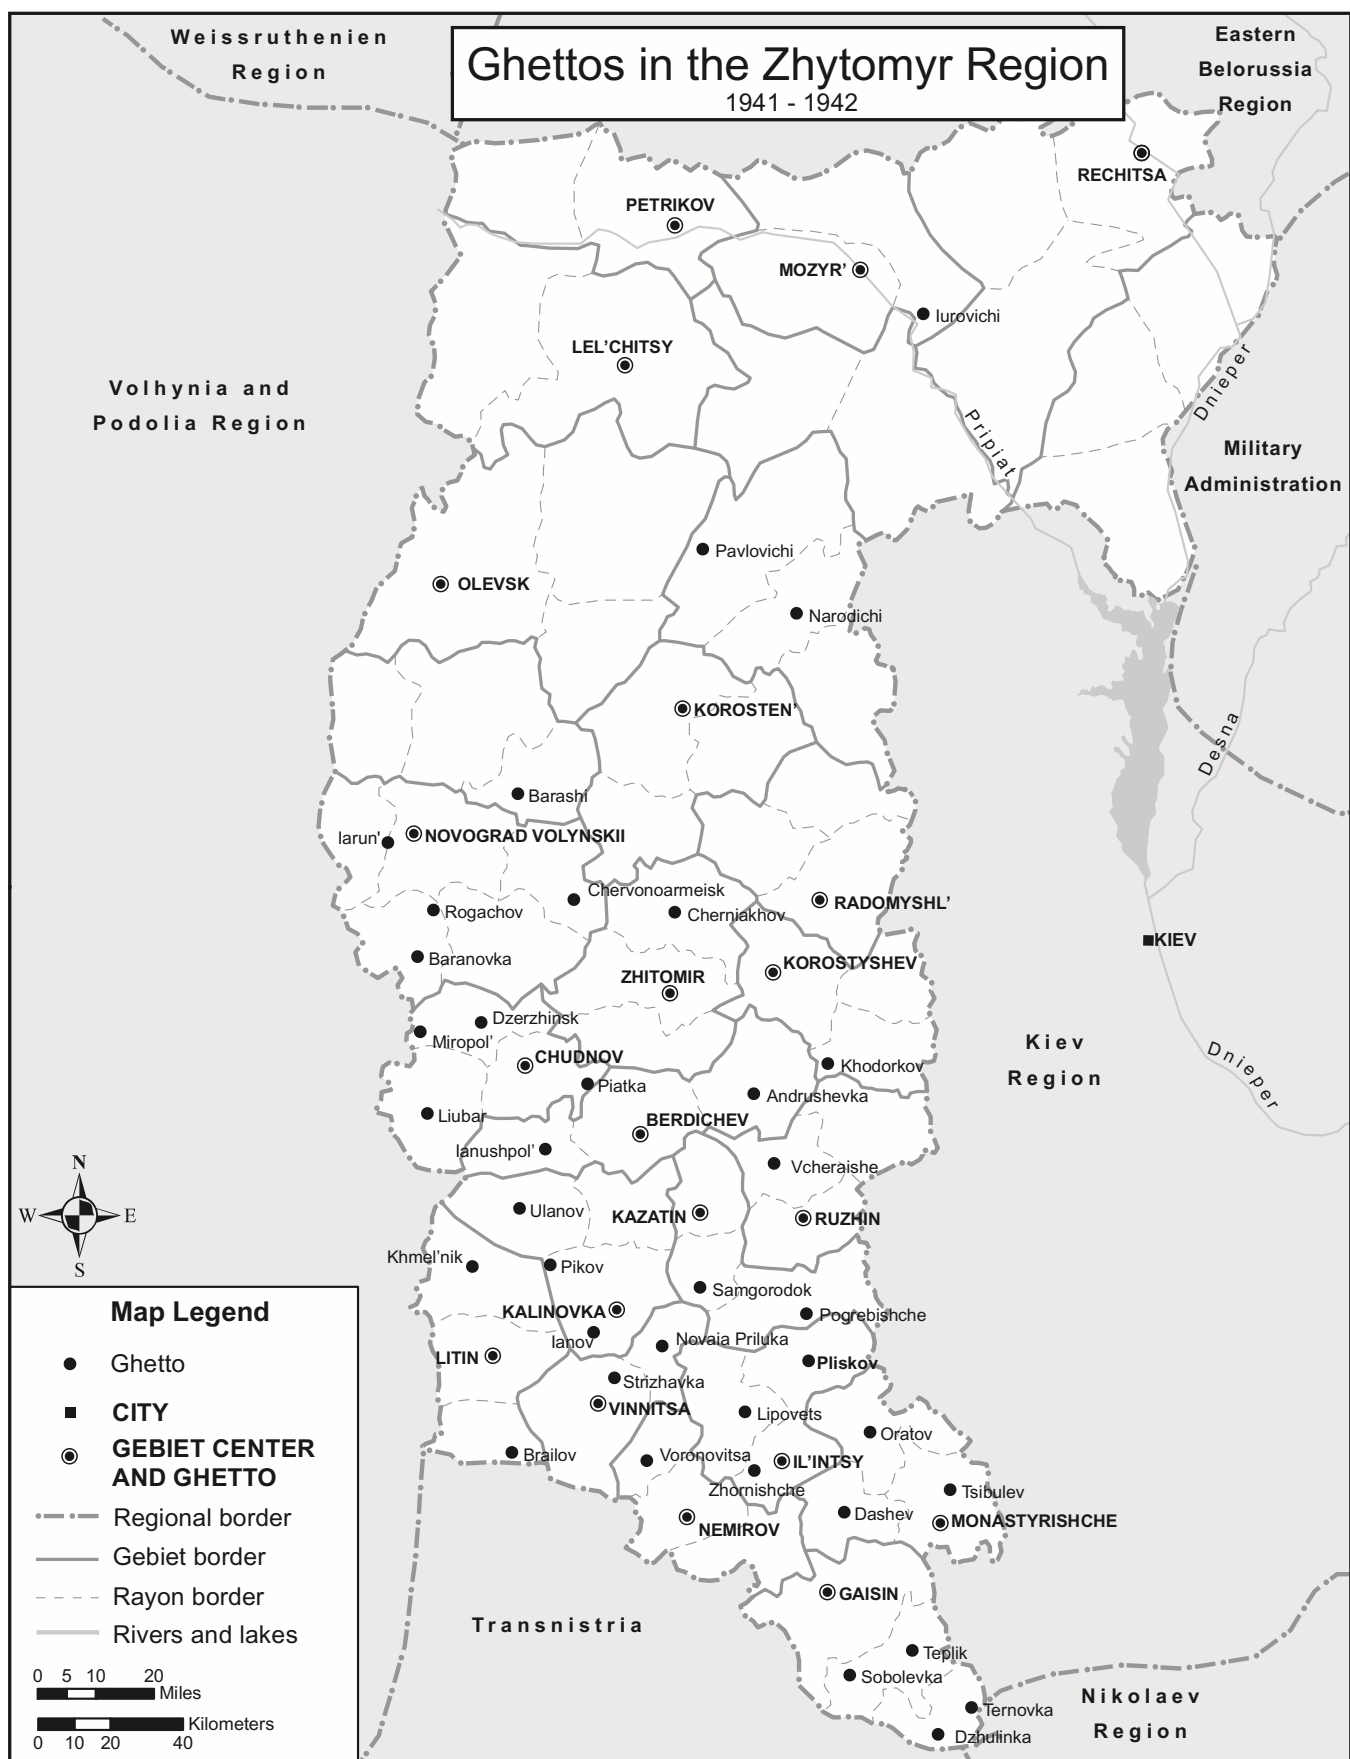 Ghettos in the Zhytomyr Region
1941 - 1942
Weissruthenien
Region
Eastern
Belorussia
Region
RECHITSA
PETRIKOV
MOZYR’
Iurovichi
LEL’CHITSY
Volhynia and
Podolia Region
Dnieper
Pripiat
Military
Administration
Pavlovichi
OLEVSK
Narodichi
KOROSTEN’
Desna
Barashi
Iarun'
NOVOGRAD VOLYNSKII
Chervonoarmeisk
Rogachov
Cherniakhov
RADOMYSHL’
KIEV
Baranovka
KOROSTYSHEV
ZHITOMIR
Dzerzhinsk
Miropol’
Kiev
Region
CHUDNOV
Khodorkov
Dnieper
Piatka
Andrushevka
Liubar
BERDICHEV
Ianushpol’
Vcheraishe
N
W
E
S
Ulanov
KAZATIN
RUZHIN
Khmel’nik
Pikov
Samgorodok
KALINOVKA
Pogrebishche
Ianov
Novaia Priluka
LITIN
Pliskov
Strizhavka
VINNITSA
Lipovets
Oratov
Brailov
Voronovitsa
IL’INTSY
Zhornishche
Tsibulev
Dashev
MONASTYRISHCHE
NEMIROV
GAISIN
Transnistria
Teplik
Sobolevka
Ternovka
Dzhulinka
Nikolaev
Region
Map Legend
Ghetto
CITY
GEBIET CENTER
AND GHETTO
Regional border
Gebiet border
Rayon border
Rivers and lakes
0 5 10 20
Miles
Kilometers
0 10 20 40